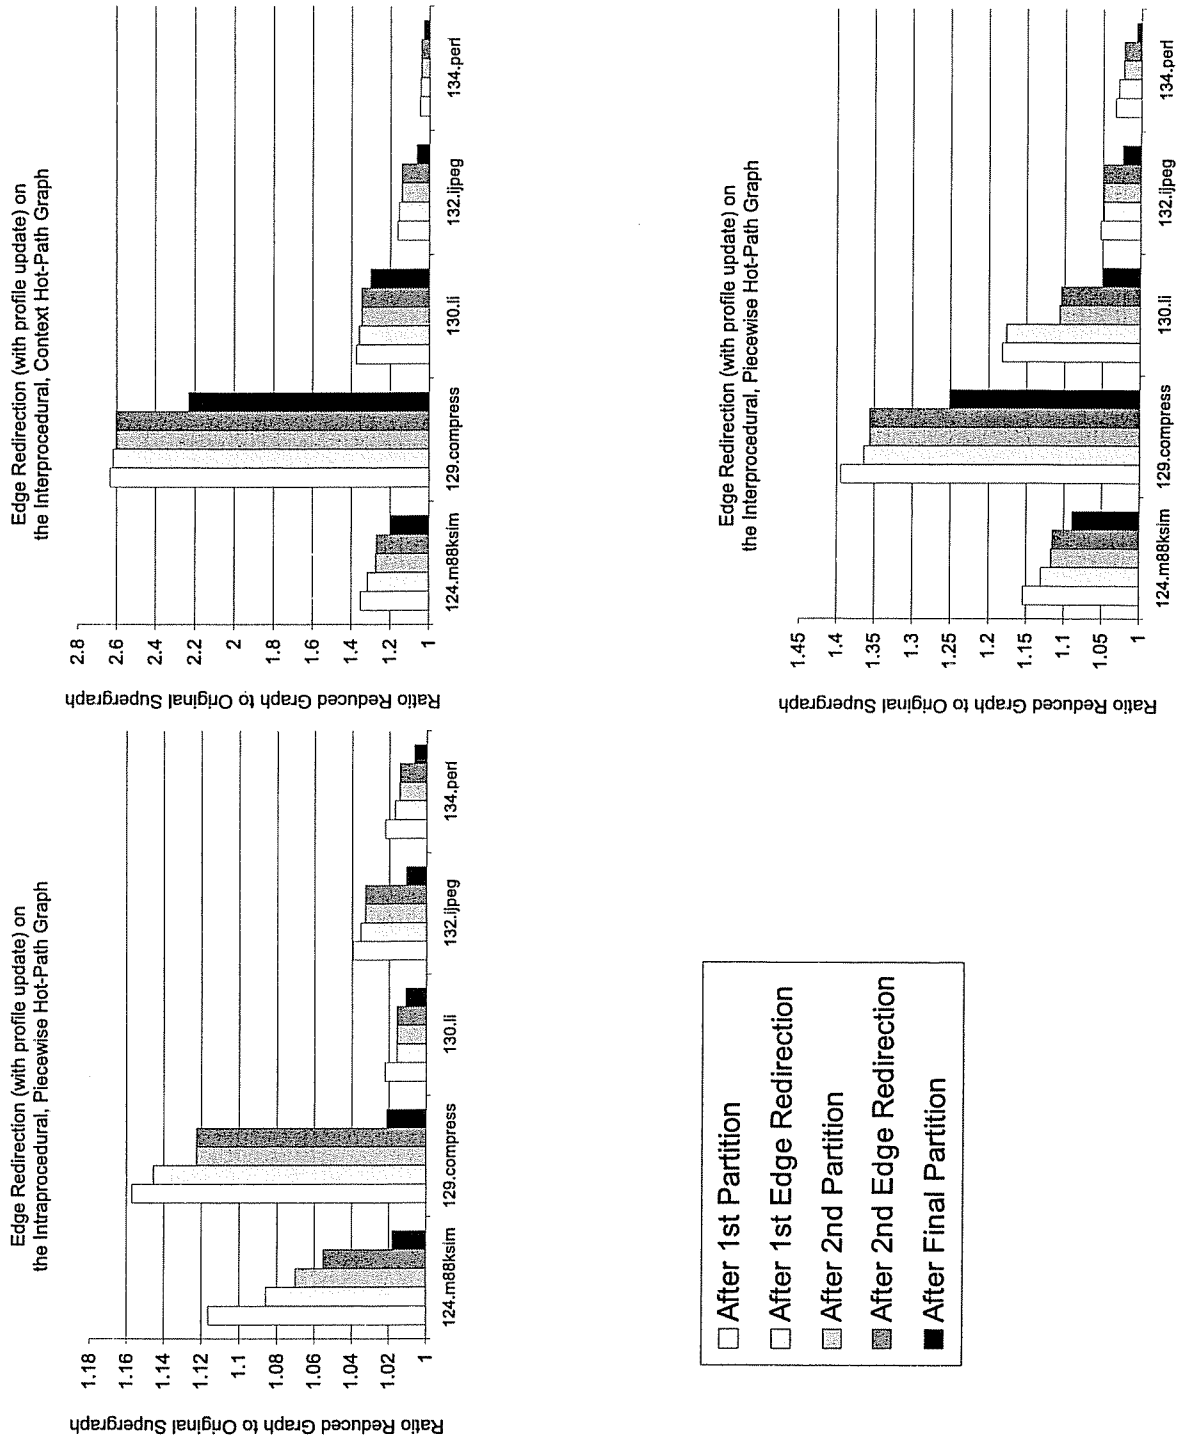 Edge Redirection (with profile update) on
the Intraprocedural, Piecewise Hot-Path Graph
Ratio Reduced Graph to Original Supergraph
1.18
1.16
1.14
1.12
1.1
1.08
1.06
1.04
1.02
1
124.m88ksim
129.compress
130.li
132.ijpeg
134.perl
Edge Redirection (with profile update) on
the Interprocedural, Context Hot-Path Graph
Ratio Reduced Graph to Original Supergraph
2.8
2.6
2.4
2.2
2
1.8
1.6
1.4
1.2
1
124.m88ksim
129.compress
130.li
132.ijpeg
134.perl
After 1st Partition
After 1st Edge Redirection
After 2nd Partition
After 2nd Edge Redirection
After Final Partition
Edge Redirection (with profile update) on
the Interprocedural, Piecewise Hot-Path Graph
Ratio Reduced Graph to Original Supergraph
1.45
1.4
1.35
1.3
1.25
1.2
1.15
1.1
1.05
1
124.m88ksim
129.compress
130.li
132.ijpeg
134.perl